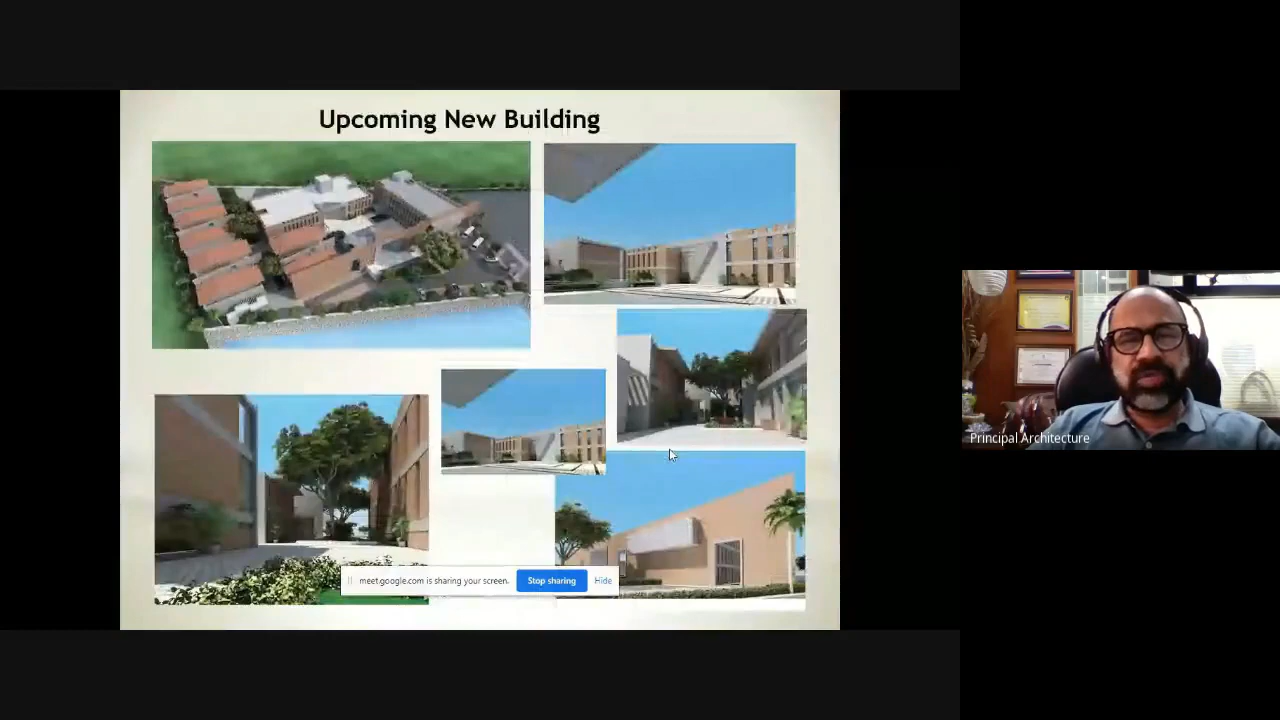 Upcoming New Building
meet.google.com is sharing your screen.
Stop sharing
Hide
Principal Architecture